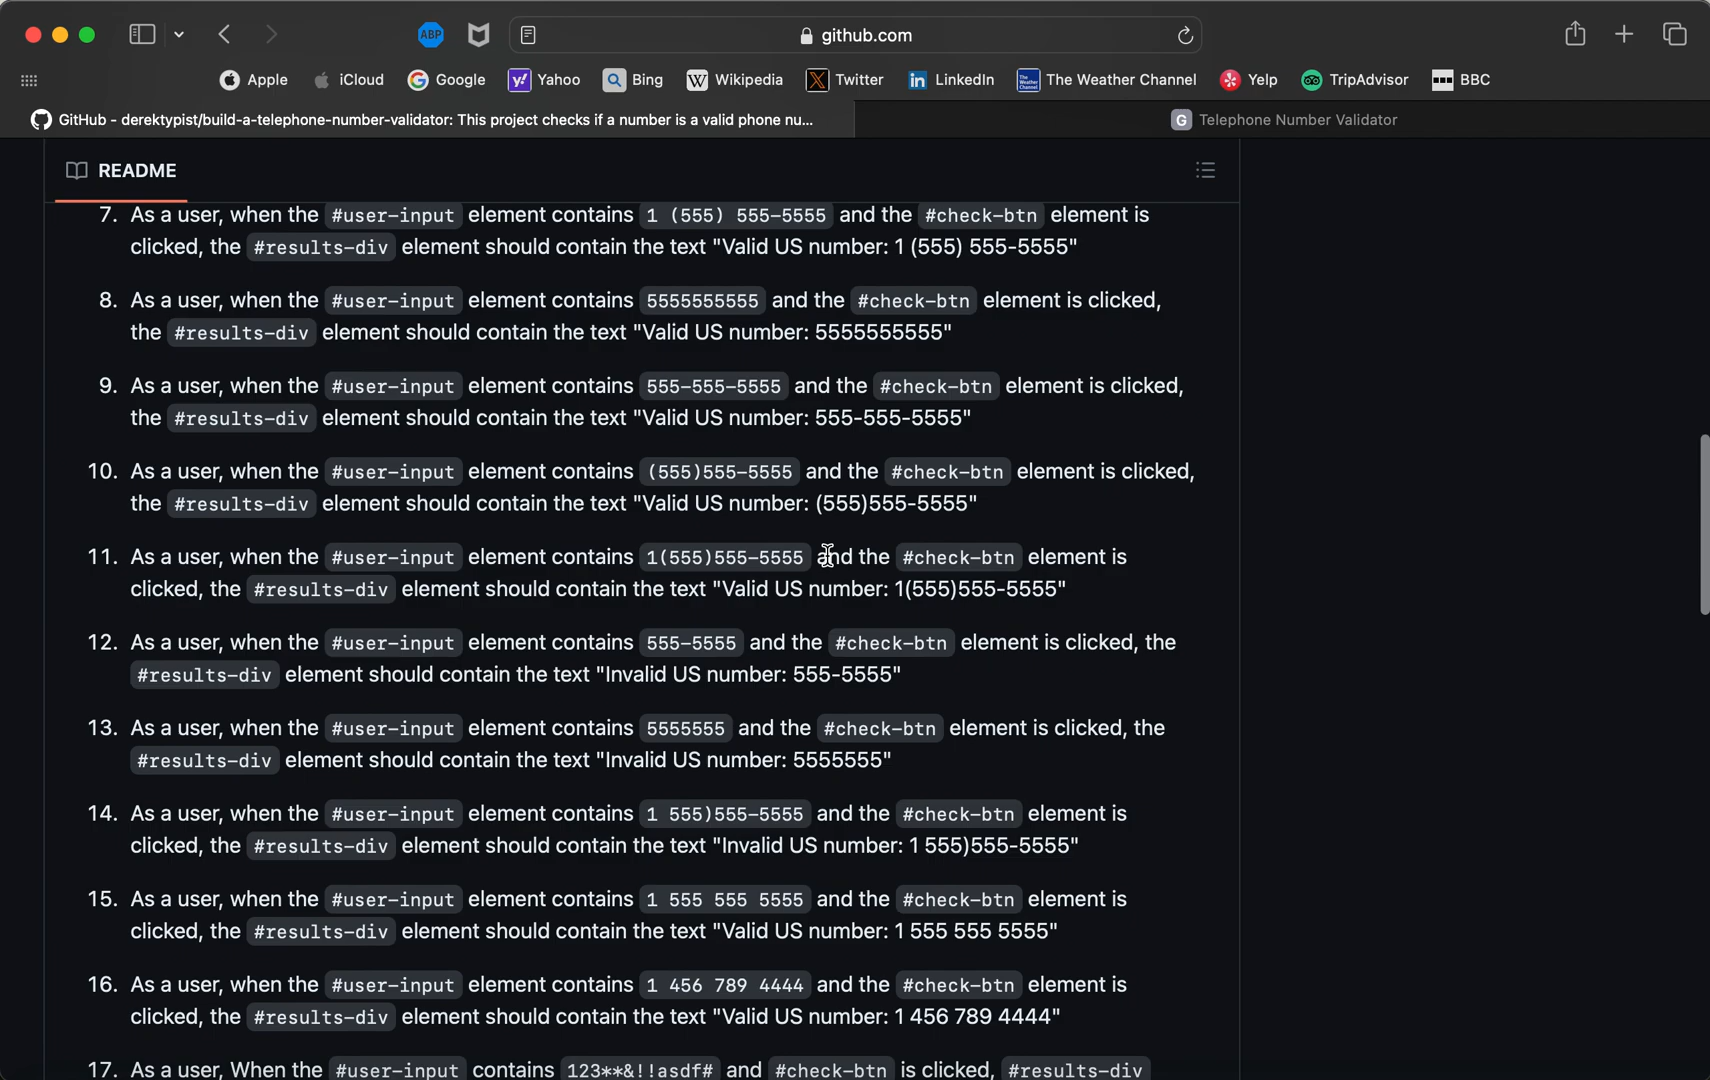 ABP
github.com
Apple iCloud Google Yahoo Bing Wikipedia Twitter LinkedIn The Weather Channel Yelp TripAdvisor BBC
GitHub - derektypist/build-a-telephone-number-validator: This project checks if a number is a valid phone nu...
G Telephone Number Validator
README
7. As a user, when the #user-input element contains 1 (555) 555-5555 and the #check-btn element is
clicked, the #results-div element should contain the text "Valid US number: 1 (555) 555-5555"
8. As a user, when the #user-input element contains 5555555555 and the #check-btn element is clicked,
the #results-div element should contain the text "Valid US number: 5555555555"
9. As a user, when the #user-input element contains 555-555-5555 and the #check-btn element is clicked,
the #results-div element should contain the text "Valid US number: 555-555-5555"
10. As a user, when the #user-input element contains (555)555-5555 and the #check-btn element is clicked,
the #results-div element should contain the text "Valid US number: (555)555-5555"
11. As a user, when the #user-input element contains 1(555)555-5555 and the #check-btn element is
clicked, the #results-div element should contain the text "Valid US number: 1(555)555-5555"
12. As a user, when the #user-input element contains 555-5555 and the #check-btn element is clicked, the
#results-div element should contain the text "Invalid US number: 555-5555"
13. As a user, when the #user-input element contains 5555555 and the #check-btn element is clicked, the
#results-div element should contain the text "Invalid US number: 5555555"
14. As a user, when the #user-input element contains 1 555)555-5555 and the #check-btn element is
clicked, the #results-div element should contain the text "Invalid US number: 1 555)555-5555"
15. As a user, when the #user-input element contains 1 555 555 5555 and the #check-btn element is
clicked, the #results-div element should contain the text "Valid US number: 1 555 555 5555"
16. As a user, when the #user-input element contains 1 456 789 4444 and the #check-btn element is
clicked, the #results-div element should contain the text "Valid US number: 1 456 789 4444"
17. As a user, When the #user-input contains 123**&!!asdf# and #check-btn is clicked, #results-div